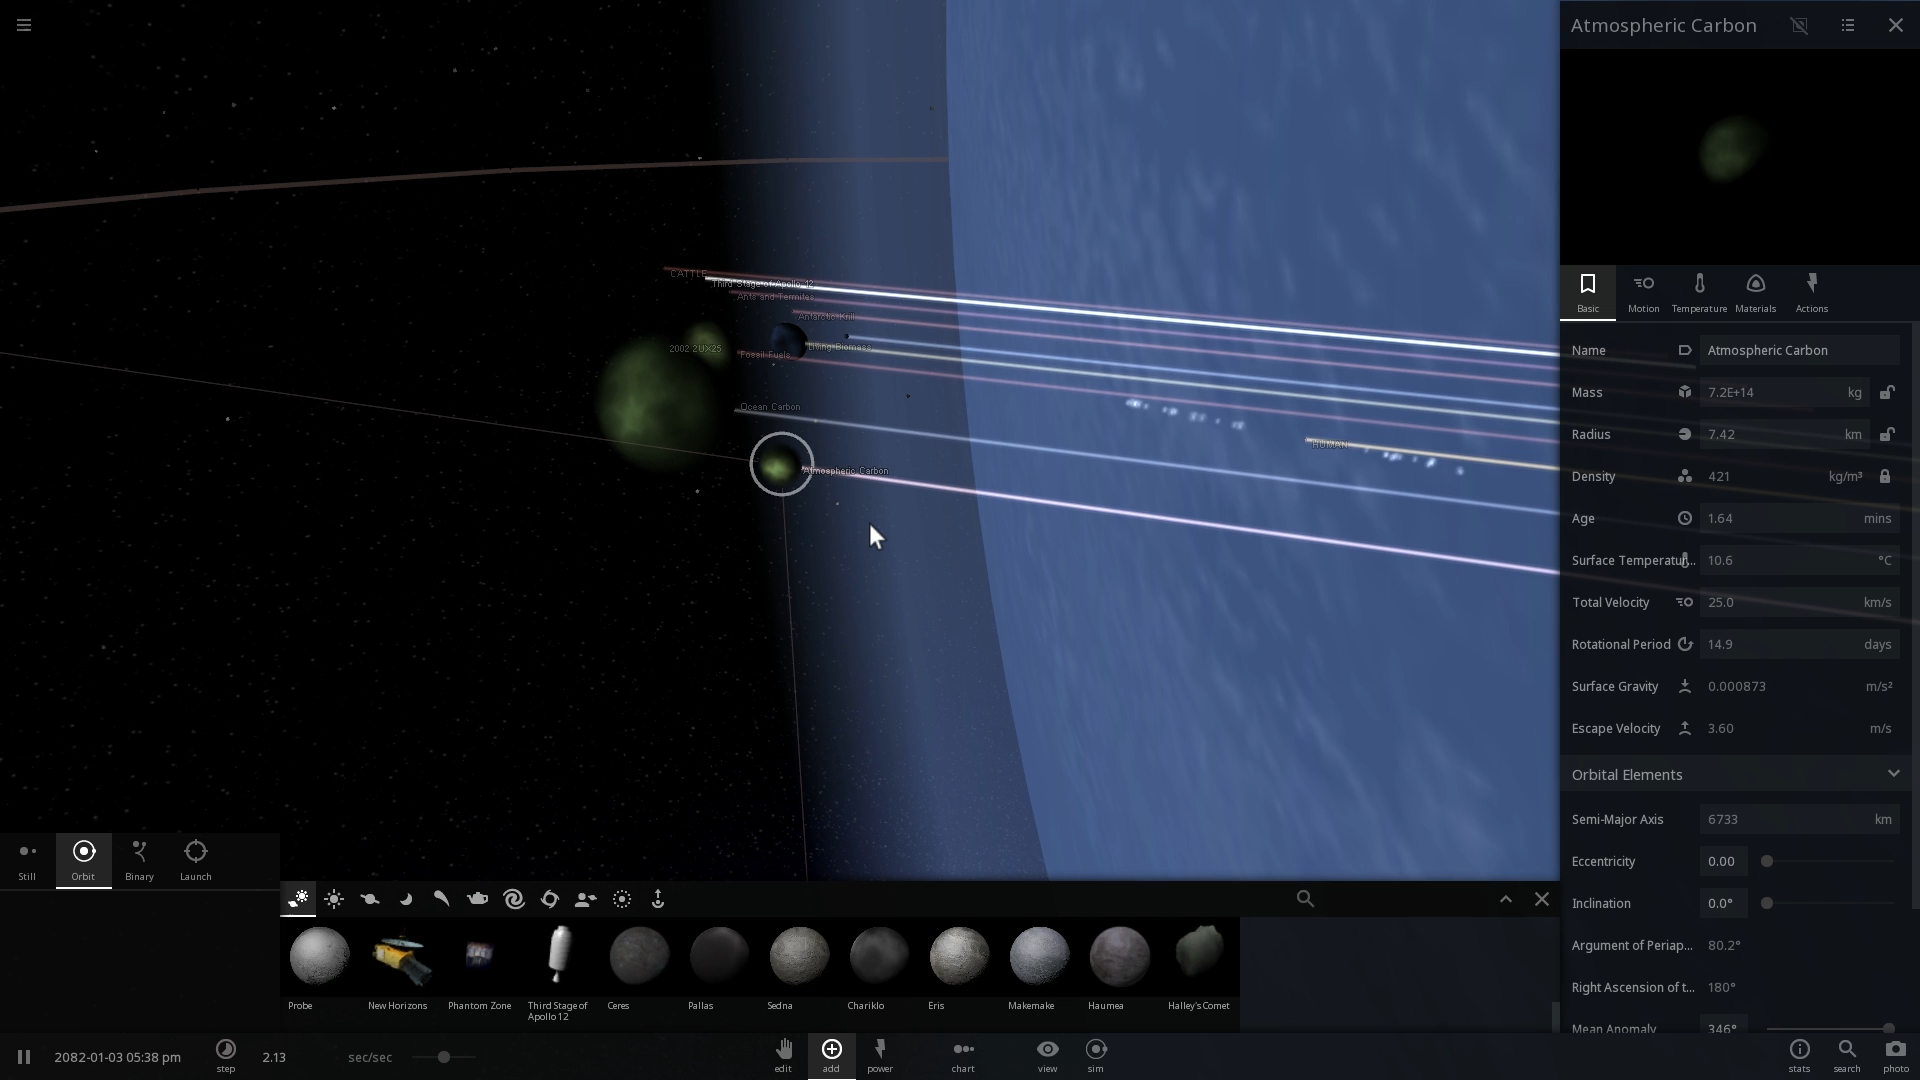 Atmospheric Carbon
CATTLE
Third Stage of Apollo 12
Ants and Termites
Antarctic Krill
2002 2UX25
Fossil Fuels
Living Biomass
Ocean Carbon
HUMAN
Atmospheric Carbon
Basic
Motion
Temperature
Materials
Actions
Name Atmospheric Carbon
Mass 7.2E+14 kg
Radius 7.42 km
Density 421 kg/m³
Age 1.64 mins
Surface Temperatur... 10.6 °C
Total Velocity 25.0 km/s
Rotational Period 14.9 days
Surface Gravity 0.000873 m/s²
Escape Velocity 3.60 m/s
Orbital Elements
Semi-Major Axis 6733 km
Eccentricity 0.00
Inclination 0.0°
Argument of Periap... 80.2°
Right Ascension of t... 180°
Mean Anomaly 346°
Still
Orbit
Binary
Launch
Probe
New Horizons
Phantom Zone
Third Stage of
Apollo 12
Ceres
Pallas
Sedna
Chariklo
Eris
Makemake
Haumea
Halley's Comet
2082-01-03 05:38 pm
step
2.13 sec/sec
edit
add
power
chart
view
sim
stats
search
photo